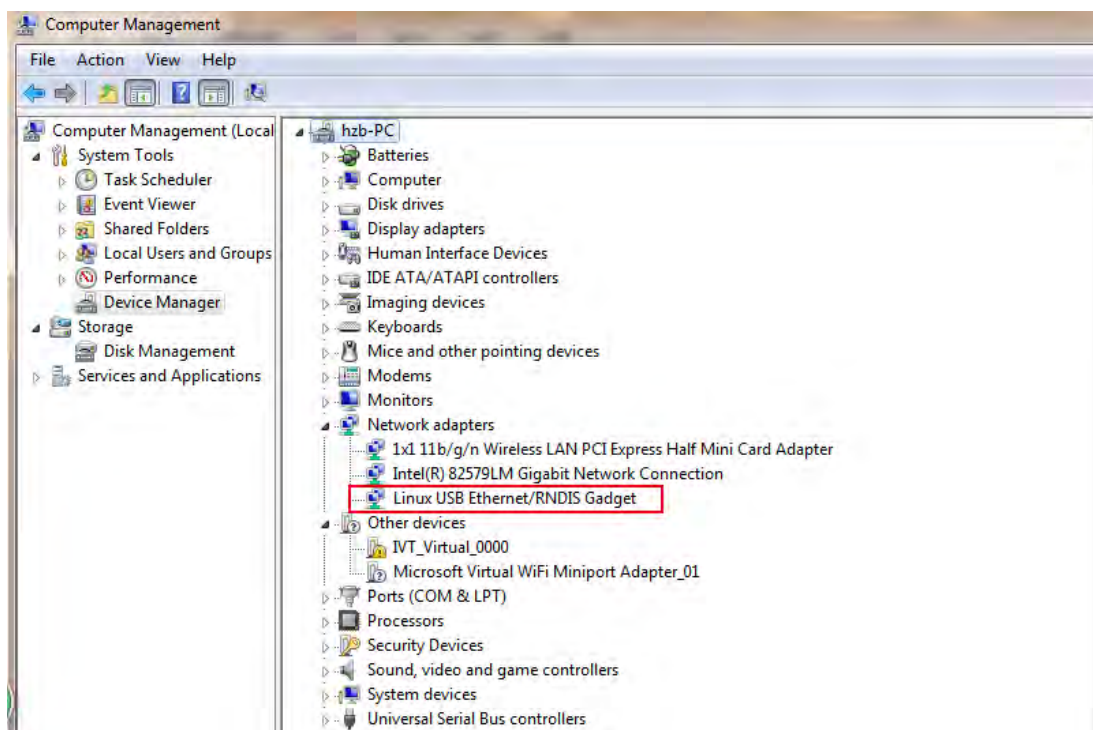 Computer Management
File Action View Help
Computer Management (Local
System Tools
Task Scheduler
Event Viewer
Shared Folders
Local Users and Groups
Performance
Device Manager
Storage
Disk Management
Services and Applications
hzb-PC
Batteries
Computer
Disk drives
Display adapters
Human Interface Devices
IDE ATA/ATAPI controllers
Imaging devices
Keyboards
Mice and other pointing devices
Modems
Monitors
Network adapters
1x1 11b/g/n Wireless LAN PCI Express Half Mini Card Adapter
Intel(R) 82579LM Gigabit Network Connection
Linux USB Ethernet/RNDIS Gadget
Other devices
IVT_Virtual_0000
Microsoft Virtual WiFi Miniport Adapter_01
Ports (COM & LPT)
Processors
Security Devices
Sound, video and game controllers
System devices
Universal Serial Bus controllers